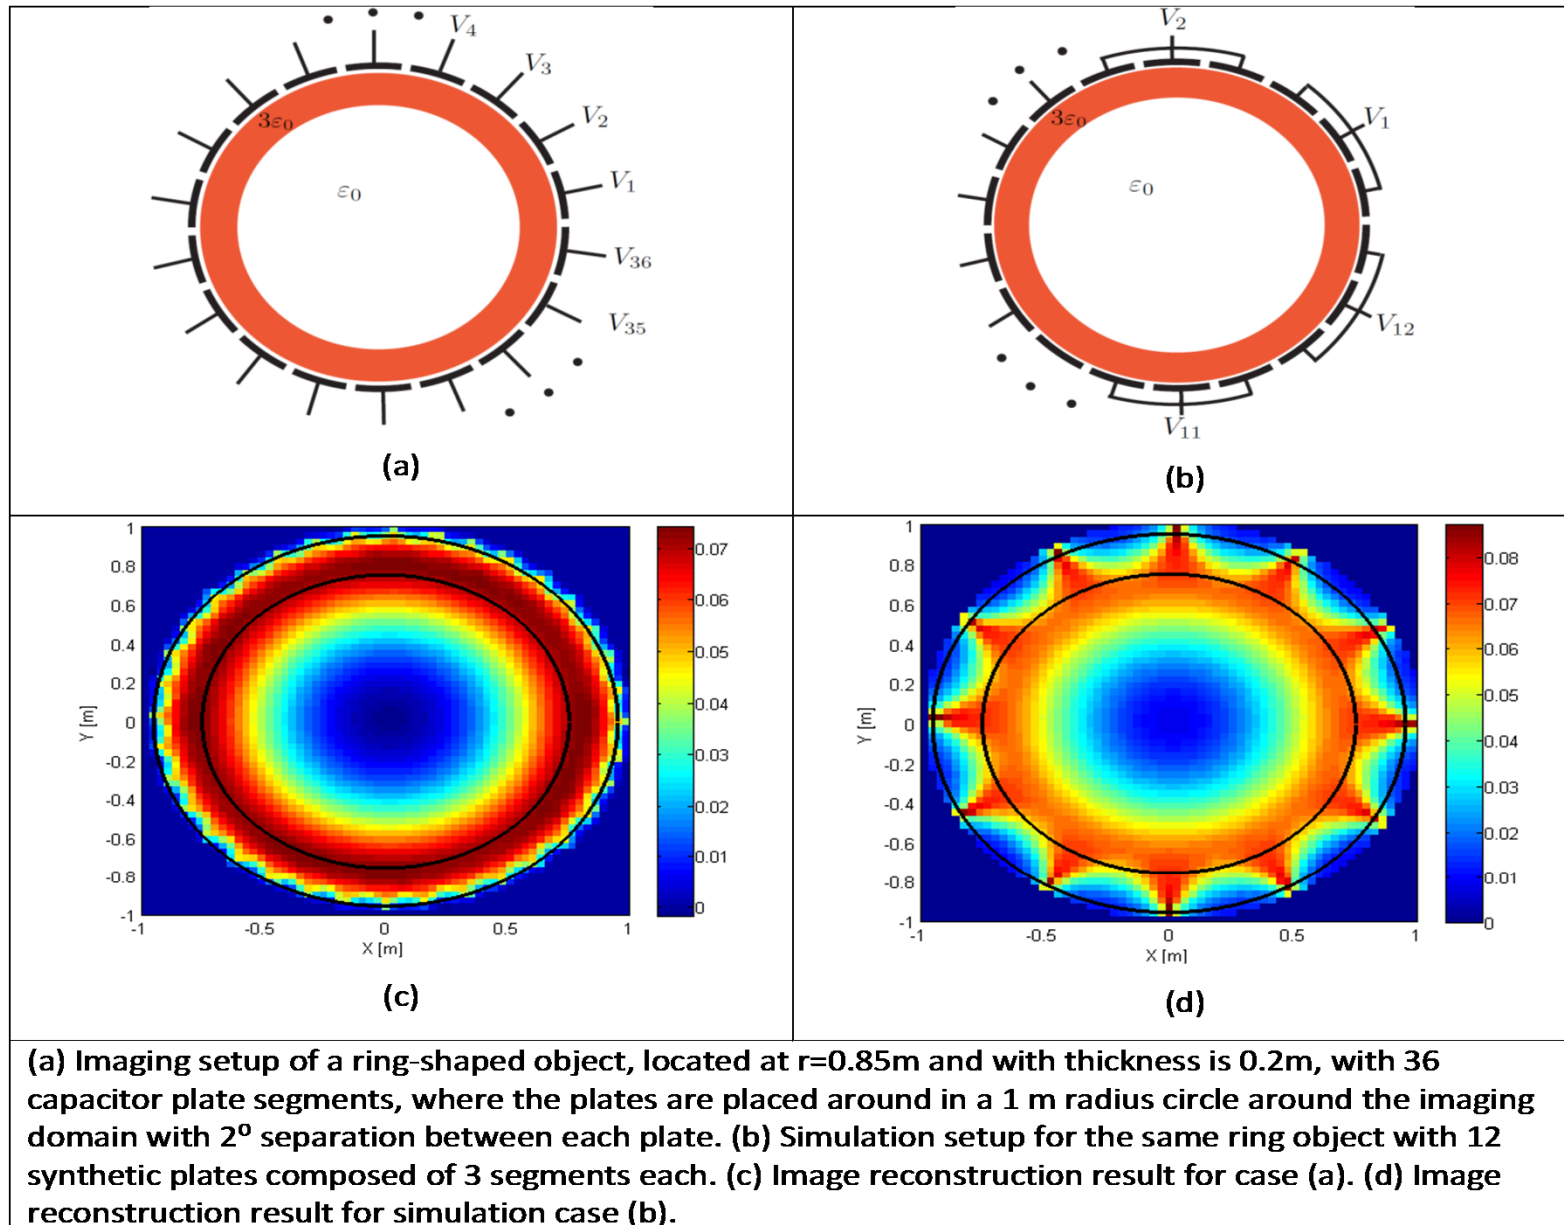 V4
V3
V2
V1
V36
V35
3ε0
ε0
(a)
V2
V1
V12
V11
3ε0
ε0
(b)
1
0.8
0.6
0.4
0.2
0
-0.2
-0.4
-0.6
-0.8
-1
Y [m]
-1 -0.5 0 0.5 1
X [m]
0.07
0.06
0.05
0.04
0.03
0.02
0.01
0
(c)
1
0.8
0.6
0.4
0.2
0
-0.2
-0.4
-0.6
-0.8
-1
Y [m]
-1 -0.5 0 0.5 1
X [m]
0.08
0.07
0.06
0.05
0.04
0.03
0.02
0.01
0
(d)
(a) Imaging setup of a ring-shaped object, located at r=0.85m and with thickness is 0.2m, with 36
capacitor plate segments, where the plates are placed around in a 1 m radius circle around the imaging
domain with 2⁰ separation between each plate. (b) Simulation setup for the same ring object with 12
synthetic plates composed of 3 segments each. (c) Image reconstruction result for case (a). (d) Image
reconstruction result for simulation case (b).